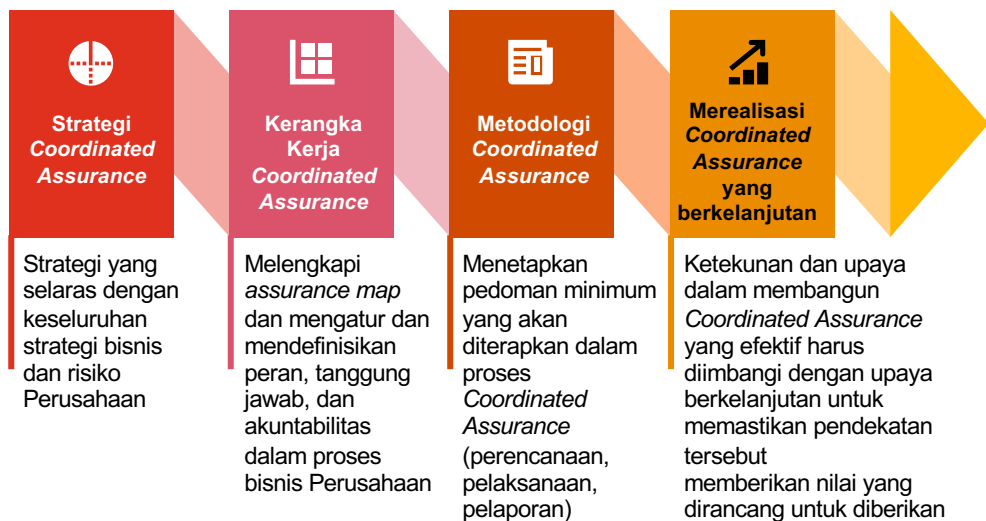 Strategi
Coordinated
Assurance
Kerangka
Kerja
Coordinated
Assurance
Metodologi
Coordinated
Assurance
Merealisasi
Coordinated
Assurance
yang
berkelanjutan
Strategi yang
selaras dengan
keseluruhan
strategi bisnis
dan risiko
Perusahaan
Melengkapi
assurance map
dan mengatur dan
mendefinisikan
peran, tanggung
jawab, dan
akuntabilitas
dalam proses
bisnis Perusahaan
Menetapkan
pedoman minimum
yang akan
diterapkan dalam
proses
Coordinated
Assurance
(perencanaan,
pelaksanaan,
pelaporan)
Ketekunan dan upaya
dalam membangun
Coordinated Assurance
yang efektif harus
diimbangi dengan upaya
berkelanjutan untuk
memastikan pendekatan
tersebut
memberikan nilai yang
dirancang untuk diberikan